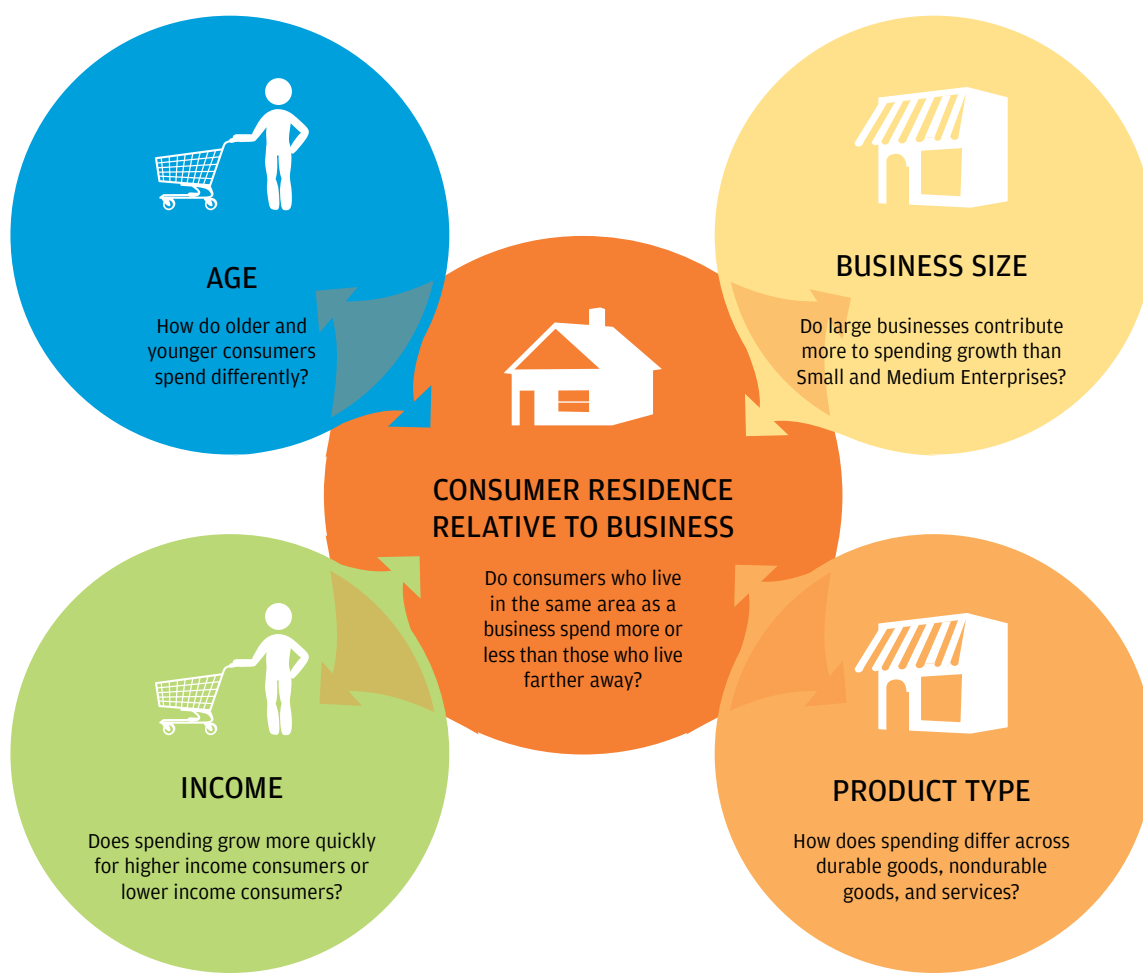 AGE
How do older and
younger consumers
spend differently?
BUSINESS SIZE
Do large businesses contribute
more to spending growth than
Small and Medium Enterprises?
CONSUMER RESIDENCE
RELATIVE TO BUSINESS
Do consumers who live
in the same area as a
business spend more or
less than those who live
farther away?
INCOME
Does spending grow more quickly
for higher income consumers or
lower income consumers?
PRODUCT TYPE
How does spending differ across
durable goods, nondurable
goods, and services?